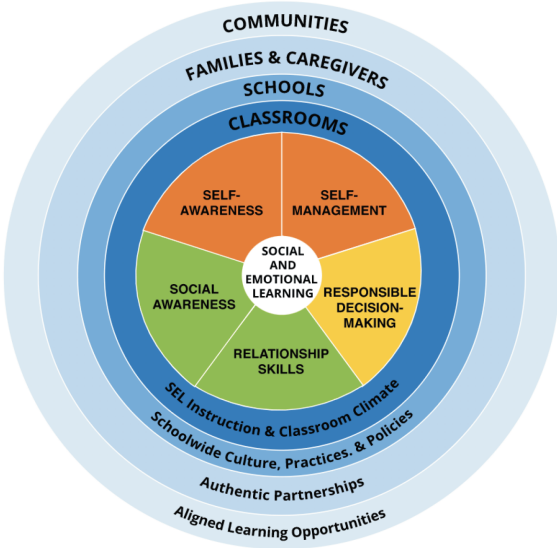 COMMUNITIES
FAMILIES & CAREGIVERS
SCHOOLS
CLASSROOMS
SELF-
AWARENESS
SELF-
MANAGEMENT
SOCIAL
AND
EMOTIONAL
LEARNING
SOCIAL
AWARENESS
RESPONSIBLE
DECISION-
MAKING
RELATIONSHIP
SKILLS
SEL Instruction & Classroom Climate
Schoolwide Culture, Practices. & Policies
Authentic Partnerships
Aligned Learning Opportunities